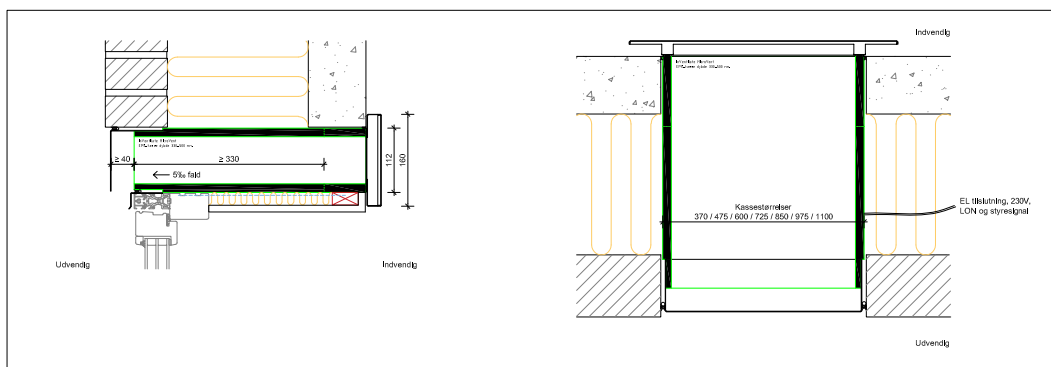 ≥ 40
≥ 330
5‰ fald
112
160
Udvendig
Indvendig
Indvendig
Kassestørrelser
370 / 475 / 600 / 725 / 850 / 975 / 1100
EL tilslutning, 230V,
LON og styresignal
Udvendig